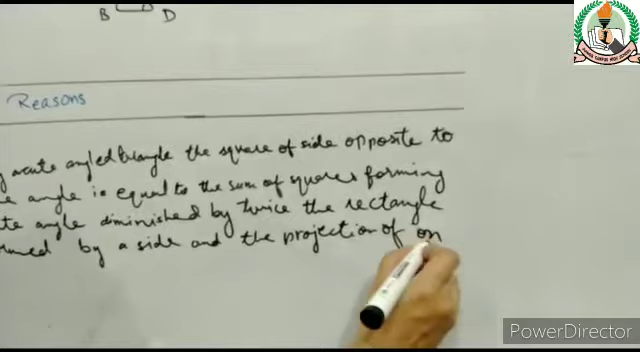 B D
Reasons
acute angled triangle the square of side opposite to
angle is equal to the sum of squares forming
angle diminished by twice the rectangle
by a side and the projection of on
PowerDirector